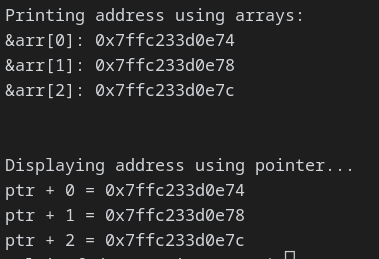 Printing address using arrays:
&arr[0]: 0x7ffc233d0e74
&arr[1]: 0x7ffc233d0e78
&arr[2]: 0x7ffc233d0e7c
Displaying address using pointer...
ptr + 0 = 0x7ffc233d0e74
ptr + 1 = 0x7ffc233d0e78
ptr + 2 = 0x7ffc233d0e7c